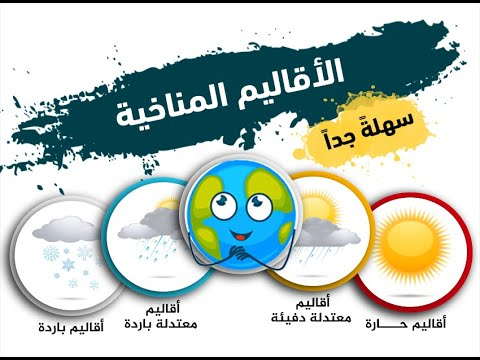 الأقاليم المناخية
سهلةً جداً
أقاليم حـــارة
أقاليم
معتدلة دفيئة
أقاليم
معتدلة باردة
أقاليم باردة